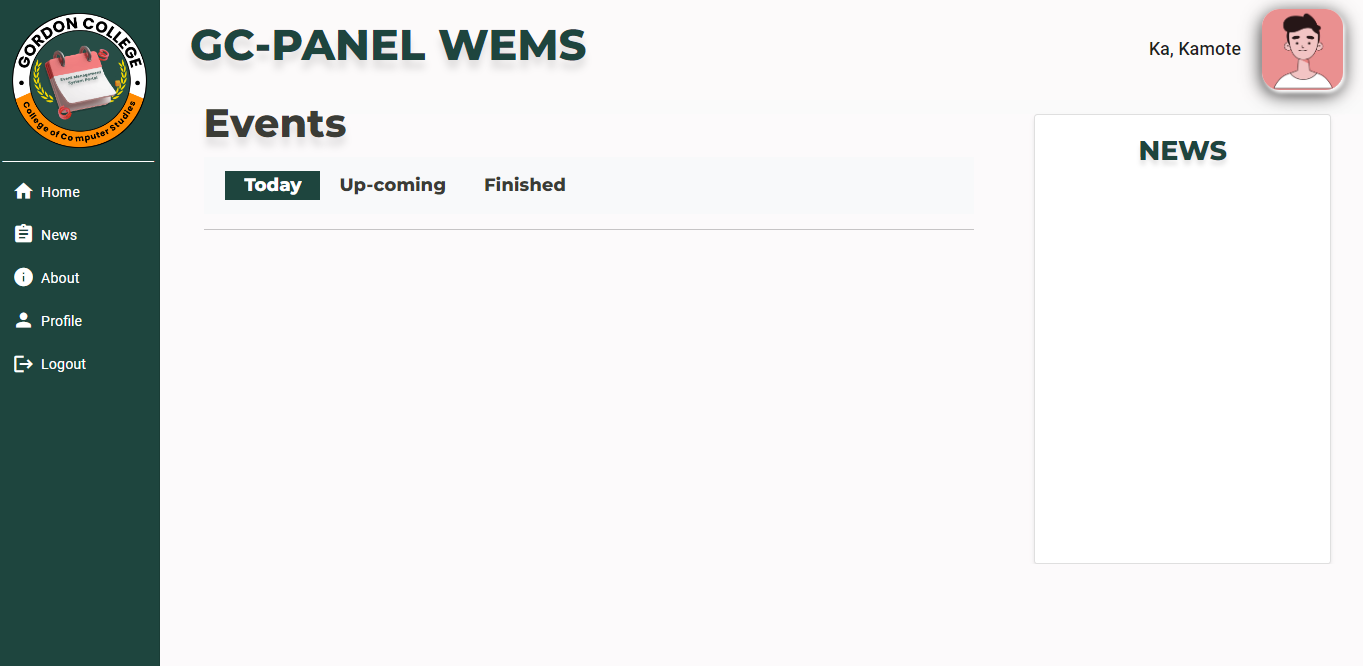 GORDON COLLEGE
Event Management
System Portal
College of Computer Studies
Home
News
About
Profile
Logout
GC-PANEL WEMS
Ka, Kamote
Events
Today
Up-coming
Finished
NEWS